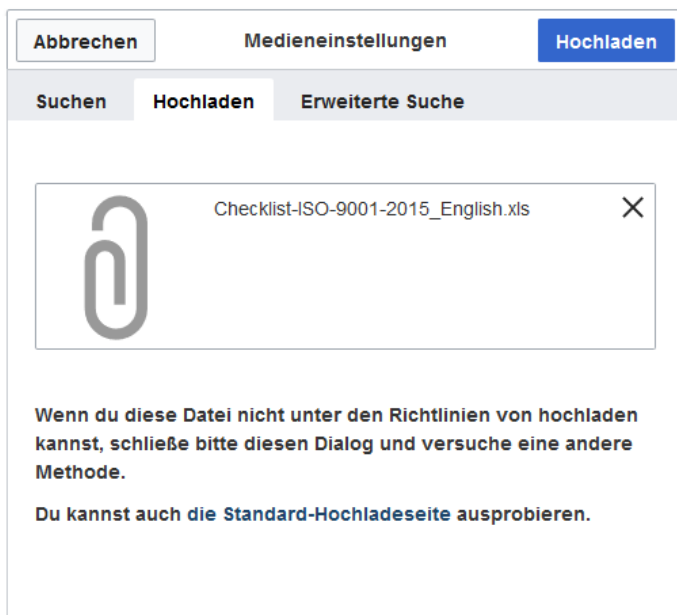 Abbrechen Medieneinstellungen Hochladen
Suchen Hochladen Erweiterte Suche
Checklist-ISO-9001-2015_English.xls
Wenn du diese Datei nicht unter den Richtlinien von hochladen
kannst, schließe bitte diesen Dialog und versuche eine andere
Methode.
Du kannst auch die Standard-Hochladeseite ausprobieren.